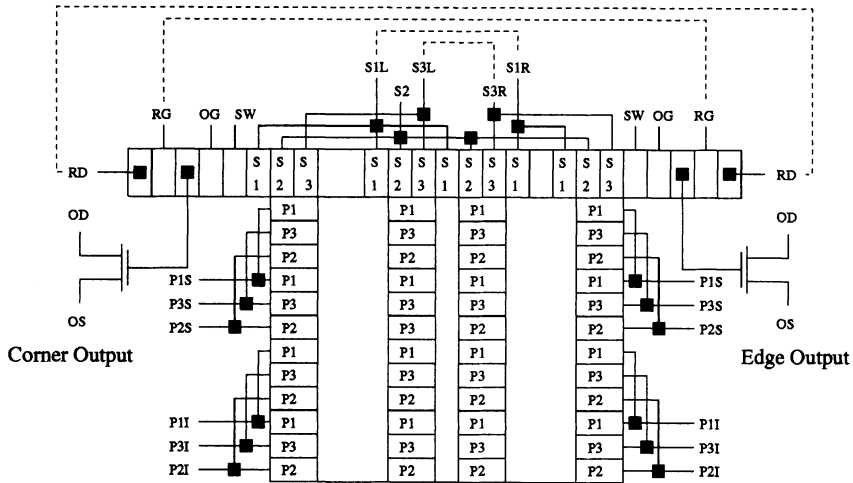 S1L S3L S1R
S2 S3R
RG OG SW SW OG RG
S S S S S S S S S S S S S
RD RD
1 2 3 1 2 3 1 2 3 1 1 2 3
P1 P1 P1 P1
OD P3 P3 P3 P3 OD
P2 P2 P2 P2
P1S P1 P1 P1 P1 P1S
P3S P3 P3 P3 P3 P3S
OS P2S P2 P3 P3 P2 P2S OS
Corner Output P1 P1 P1 P1 Edge Output
P3 P3 P3 P3
P2 P2 P2 P2
P1I P1 P1 P1 P1 P1I
P3I P3 P3 P3 P3 P3I
P2I P2 P2 P2 P2 P2I